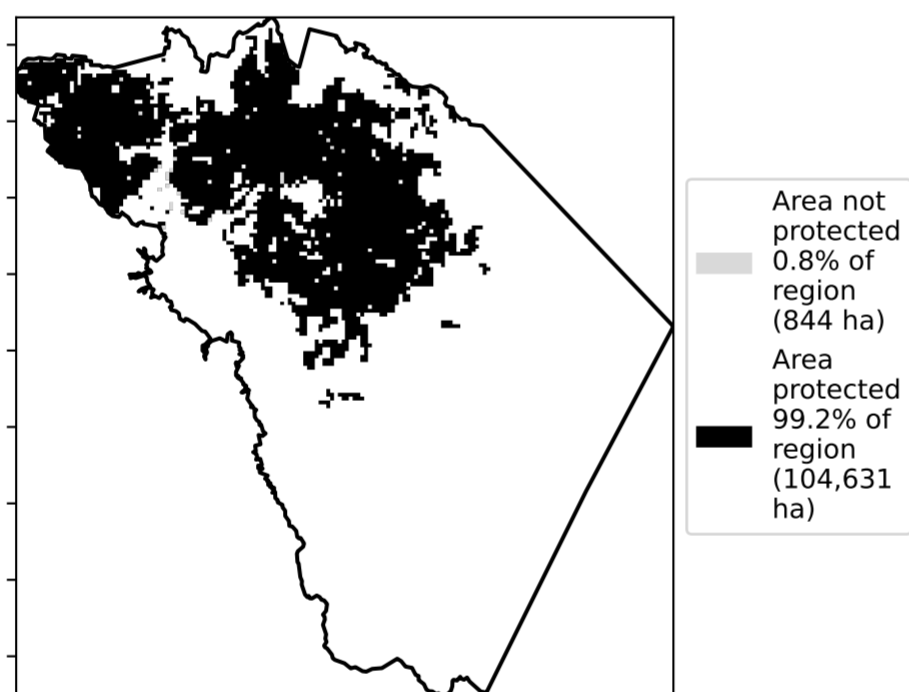 Area not
protected
0.8% of
region
(844 ha)
Area
protected
99.2% of
region
(104,631
ha)